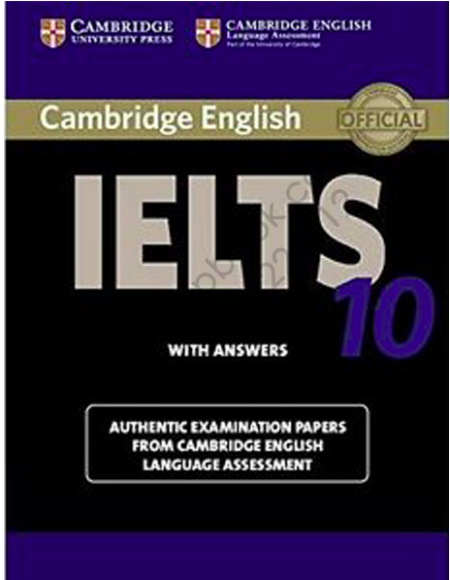 CAMBRIDGE
UNIVERSITY PRESS
CAMBRIDGE ENGLISH
Language Assessment
Part of the University of Cambridge
Cambridge English
OFFICIAL
IELTS
10
WITH ANSWERS
AUTHENTIC EXAMINATION PAPERS
FROM CAMBRIDGE ENGLISH
LANGUAGE ASSESSMENT